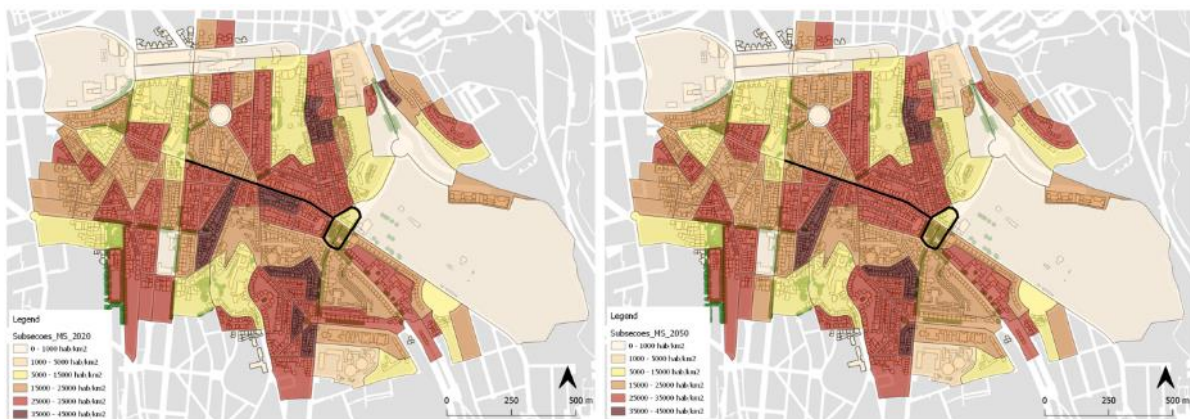 Legend
Subseccoes_MS_2020
0 - 1000 hab/km2
1000 - 5000 hab/km2
5000 - 15000 hab/km2
15000 - 25000 hab/km2
25000 - 35000 hab/km2
35000 - 45000 hab/km2
0 250 500 m
Legend
Subseccoes_MS_2050
0 - 1000 hab/km2
1000 - 5000 hab/km2
5000 - 15000 hab/km2
15000 - 25000 hab/km2
25000 - 35000 hab/km2
35000 - 45000 hab/km2
0 250 500 m